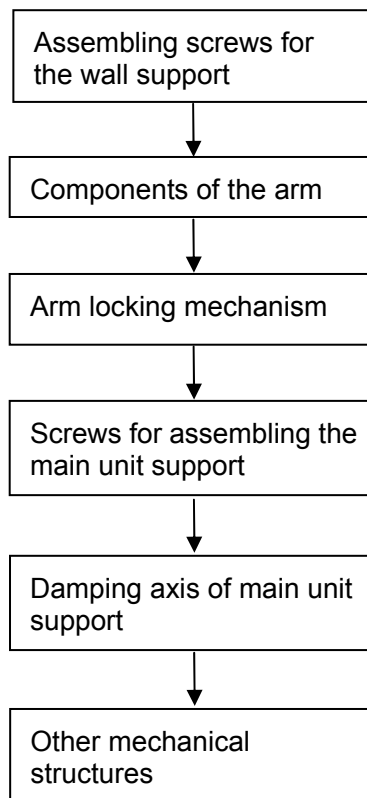 Assembling screws for
the wall support
Components of the arm
Arm locking mechanism
Screws for assembling the
main unit support
Damping axis of main unit
support
Other mechanical
structures